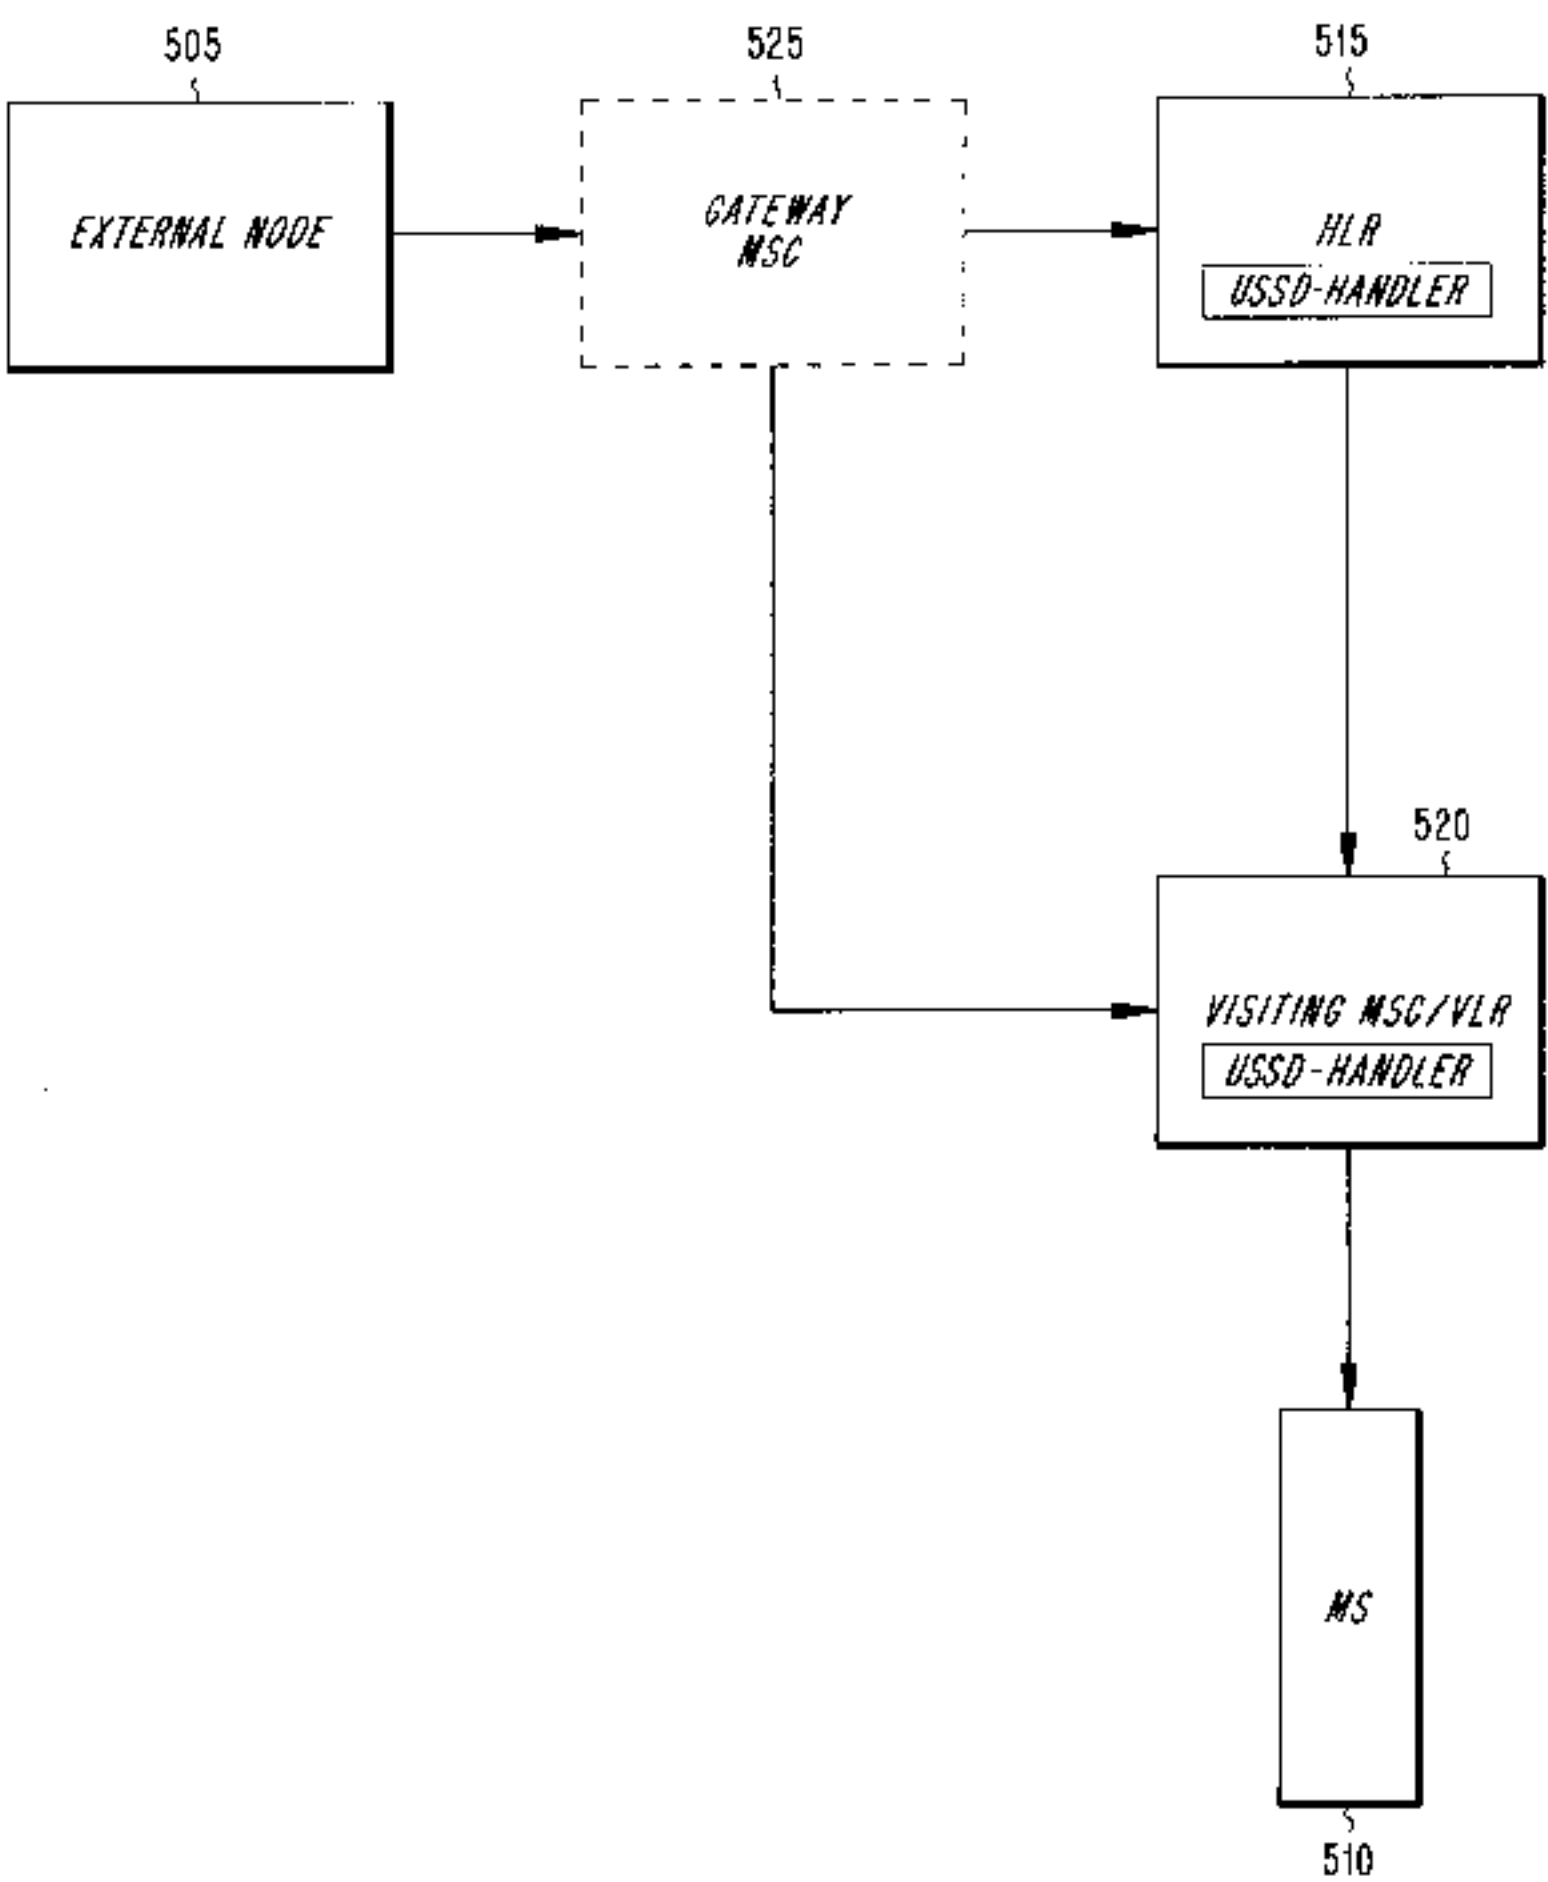 505
525
515
EXTERNAL NODE
GATEWAY
MSC
HLR
USSD-HANDLER
520
VISITING MSC/VLR
USSD-HANDLER
MS
510